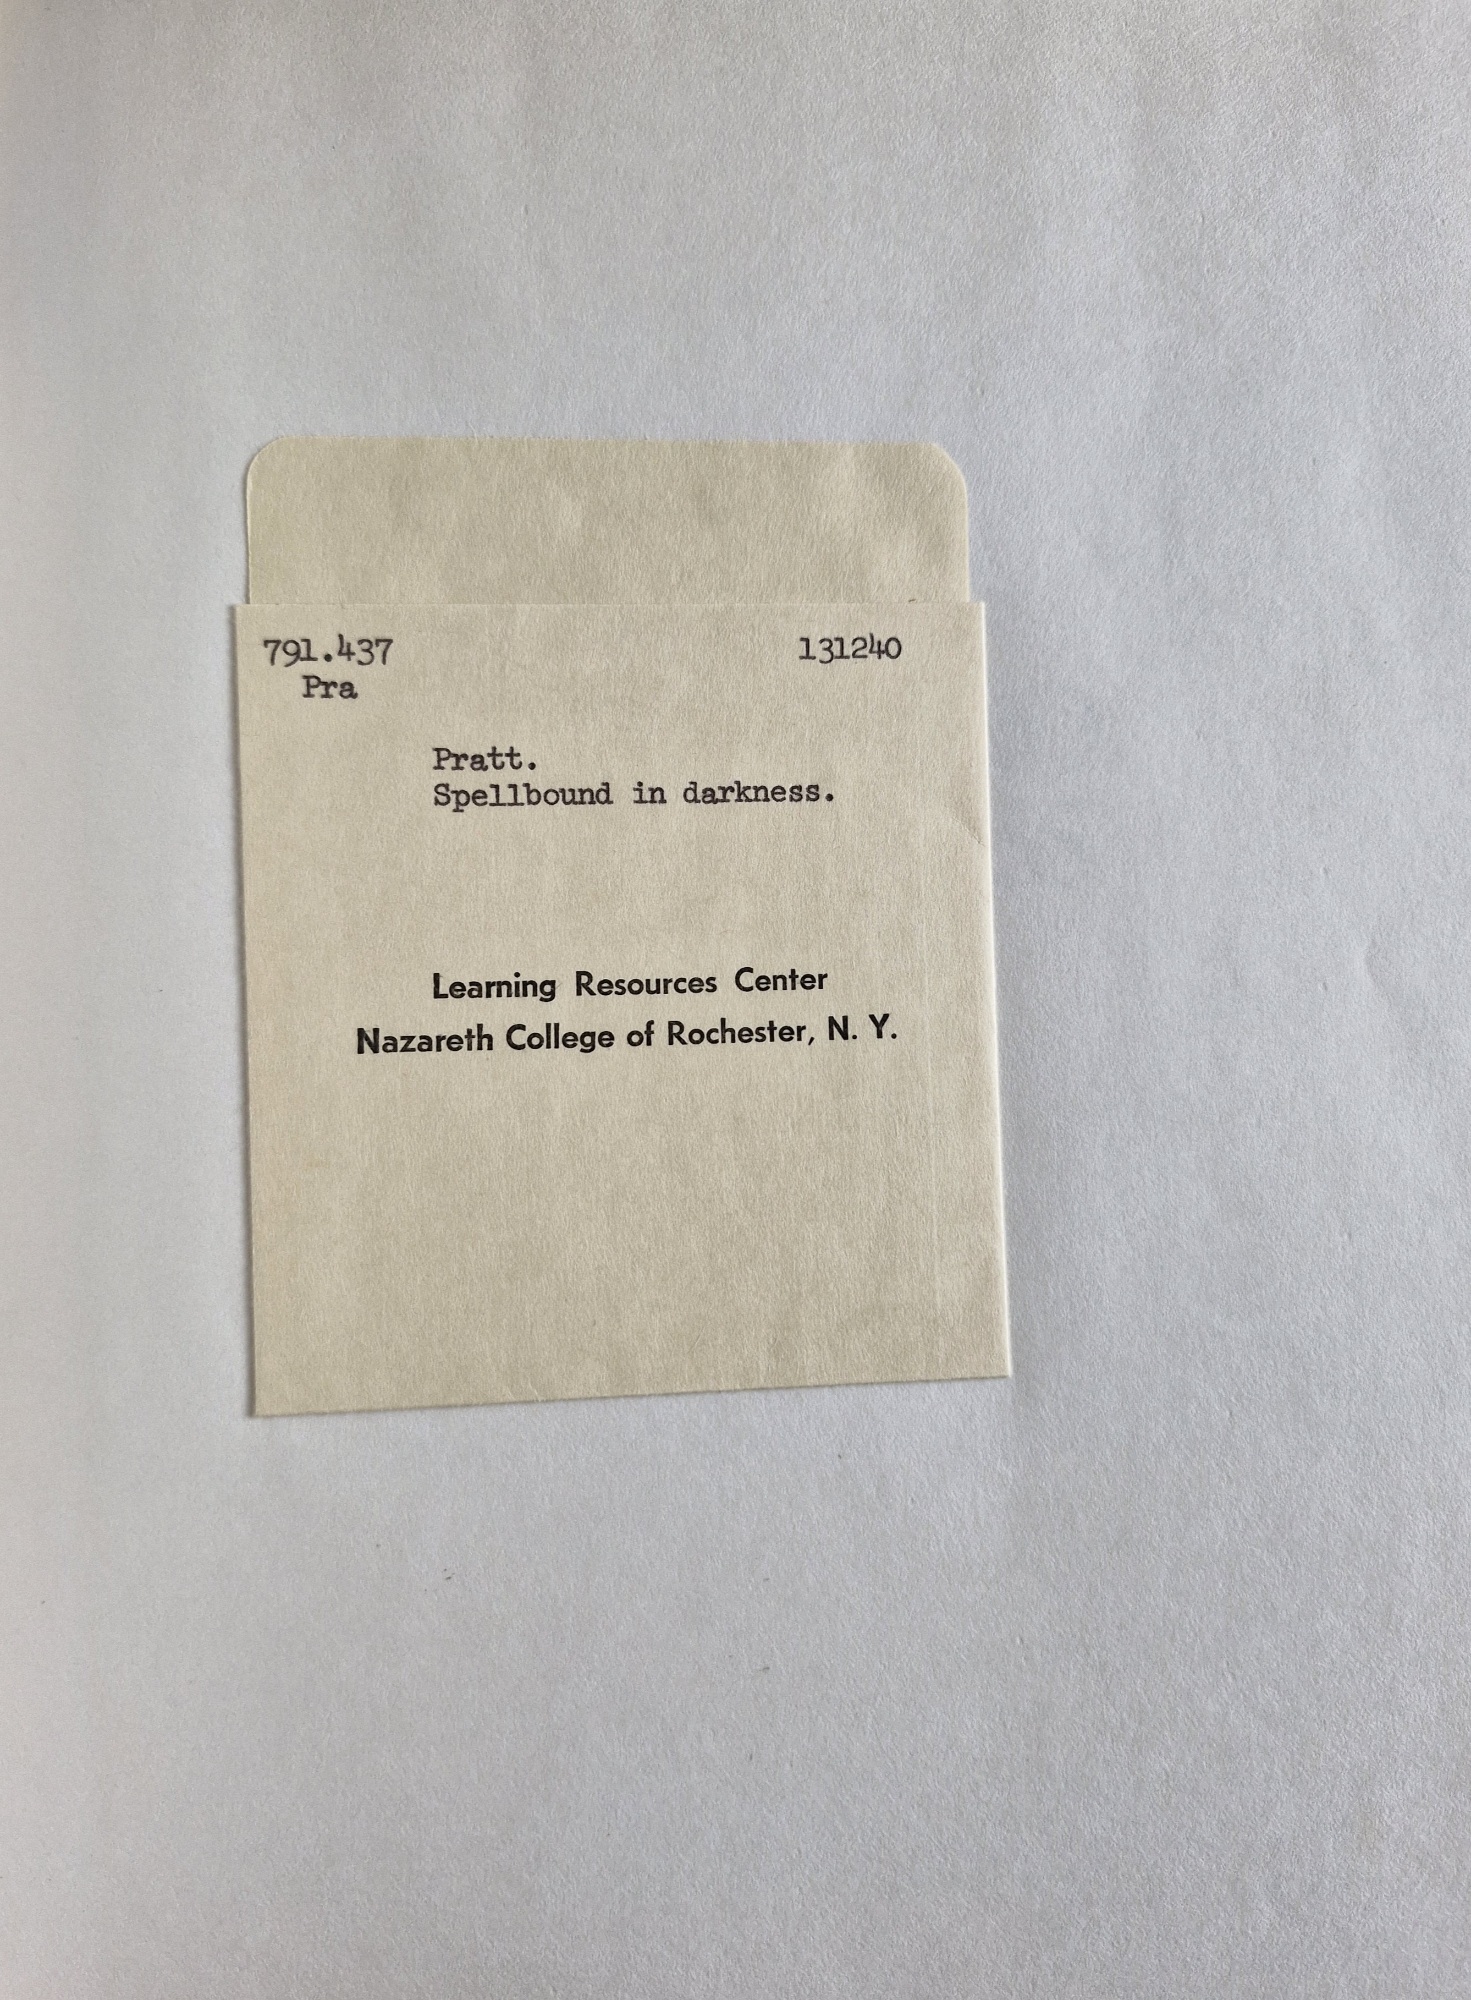 791.437 131240
Pra
Pratt.
Spellbound in darkness.
Learning Resources Center
Nazareth College of Rochester, N. Y.